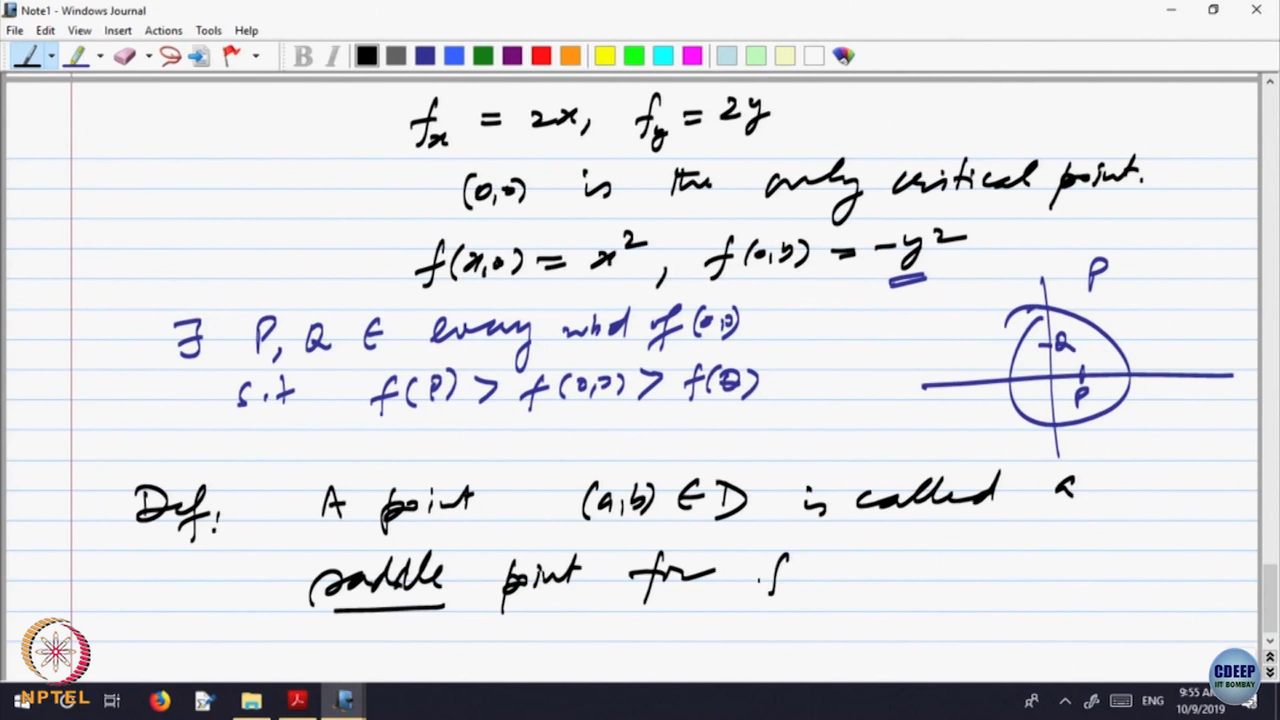 Note1 - Windows Journal
File Edit View Insert Actions Tools Help
B I
fx = 2x, fy = 2y
(0,0) is the only critical point.
f(x,0) = x², f(0,y) = -y²
P
∃ P, Q ∈ every nbd of (0,0)
Q
s.t f(P) > f(0,0) > f(Q)
P
Def: A point (a,b) ∈ D is called a
saddle point for f
NPTEL
CDEEP
IIT BOMBAY
ENG
9:55 AM
10/9/2019